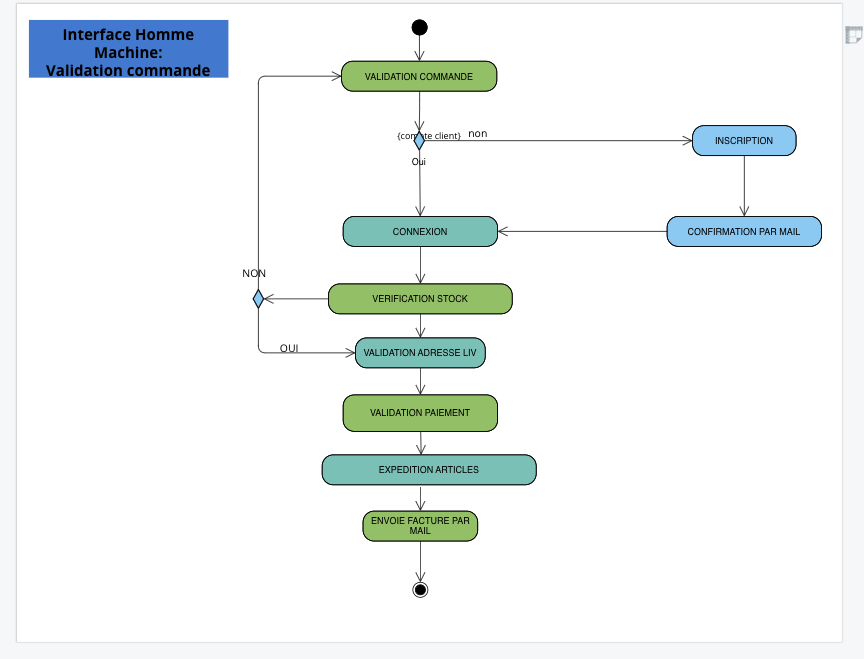 Interface Homme
Machine:
Validation commande
VALIDATION COMMANDE
{compte client}
non
INSCRIPTION
Oui
CONNEXION
CONFIRMATION PAR MAIL
NON
VERIFICATION STOCK
OUI
VALIDATION ADRESSE LIV
VALIDATION PAIEMENT
EXPEDITION ARTICLES
ENVOIE FACTURE PAR
MAIL